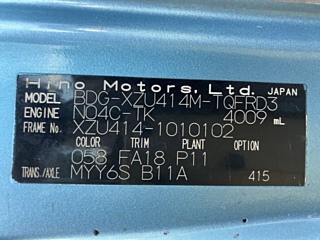 Hino Motors, Ltd. JAPAN
MODEL BDG-XZU414M-TQFRD3
ENGINE N04C-TK 4009 mL
FRAME NO. XZU414-1010102
COLOR TRIM PLANT OPTION
058 FA18 P11
TRANS./AXLE MYY6S B11A 415